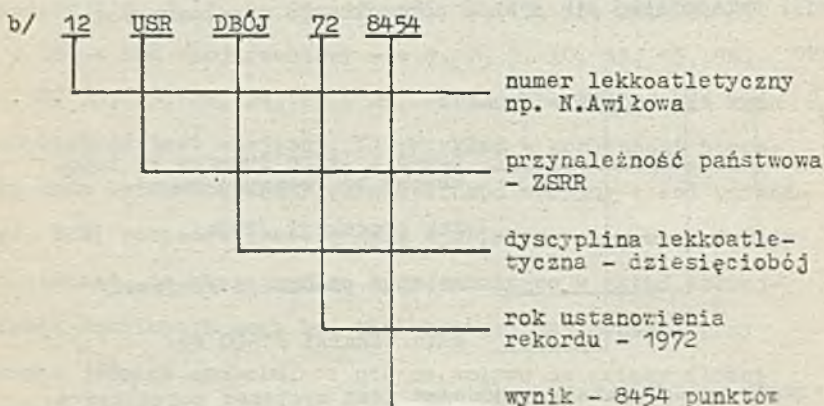 b/ 12 USR DBÓJ 72 8454
numer lekkoatletyczny
np. N.Awiłowa
przynależność państwowa
- ZSRR
dyscyplina lekkoatle-
tyczna - dziesięciobój
rok ustanowienia
rekordu - 1972
wynik - 8454 punktów